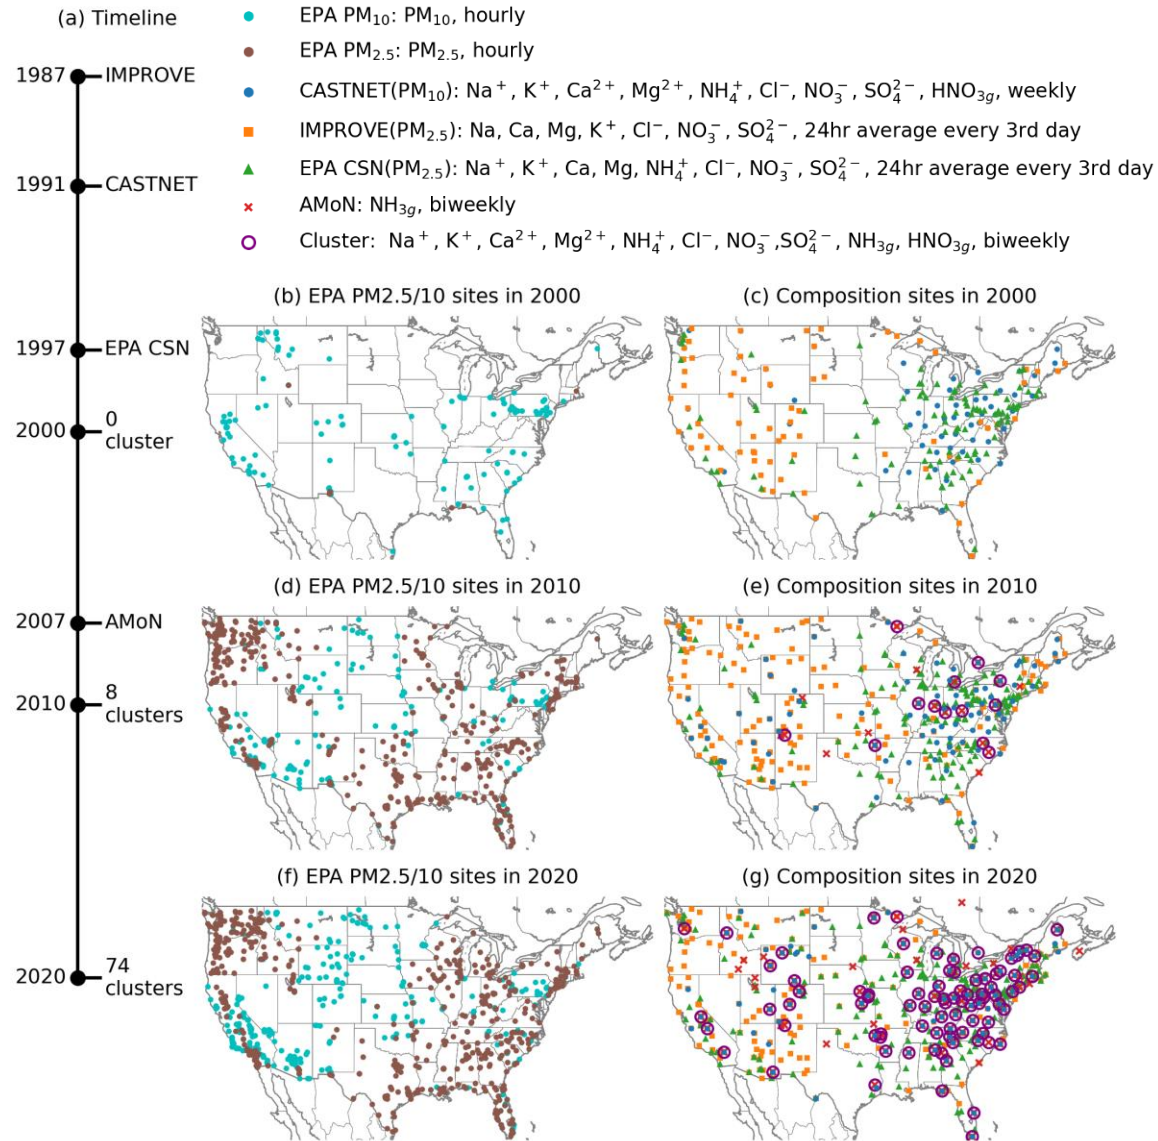 (a) Timeline
EPA PM₁₀: PM₁₀, hourly
EPA PM₂.₅: PM₂.₅, hourly
CASTNET(PM₁₀): Na⁺, K⁺, Ca²⁺, Mg²⁺, NH₄⁺, Cl⁻, NO₃⁻, SO₄²⁻, HNO₃g, weekly
IMPROVE(PM₂.₅): Na, Ca, Mg, K⁺, Cl⁻, NO₃⁻, SO₄²⁻, 24hr average every 3rd day
EPA CSN(PM₂.₅): Na⁺, K⁺, Ca, Mg, NH₄⁺, Cl⁻, NO₃⁻, SO₄²⁻, 24hr average every 3rd day
AMoN: NH₃g, biweekly
Cluster: Na⁺, K⁺, Ca²⁺, Mg²⁺, NH₄⁺, Cl⁻, NO₃⁻,SO₄²⁻, NH₃g, HNO₃g, biweekly
1987 IMPROVE
1991 CASTNET
1997 EPA CSN
2000 0
cluster
2007 AMoN
2010 8
clusters
2020 74
clusters
(b) EPA PM2.5/10 sites in 2000
(c) Composition sites in 2000
(d) EPA PM2.5/10 sites in 2010
(e) Composition sites in 2010
(f) EPA PM2.5/10 sites in 2020
(g) Composition sites in 2020